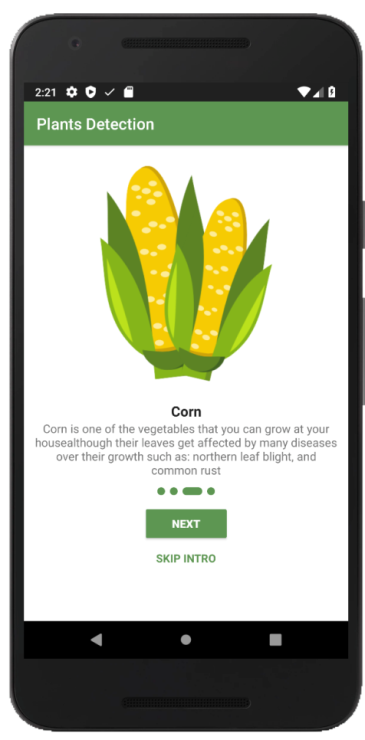 2:21
Plants Detection
Corn
Corn is one of the vegetables that you can grow at your
housealthough their leaves get affected by many diseases
over their growth such as: northern leaf blight, and
common rust
NEXT
SKIP INTRO